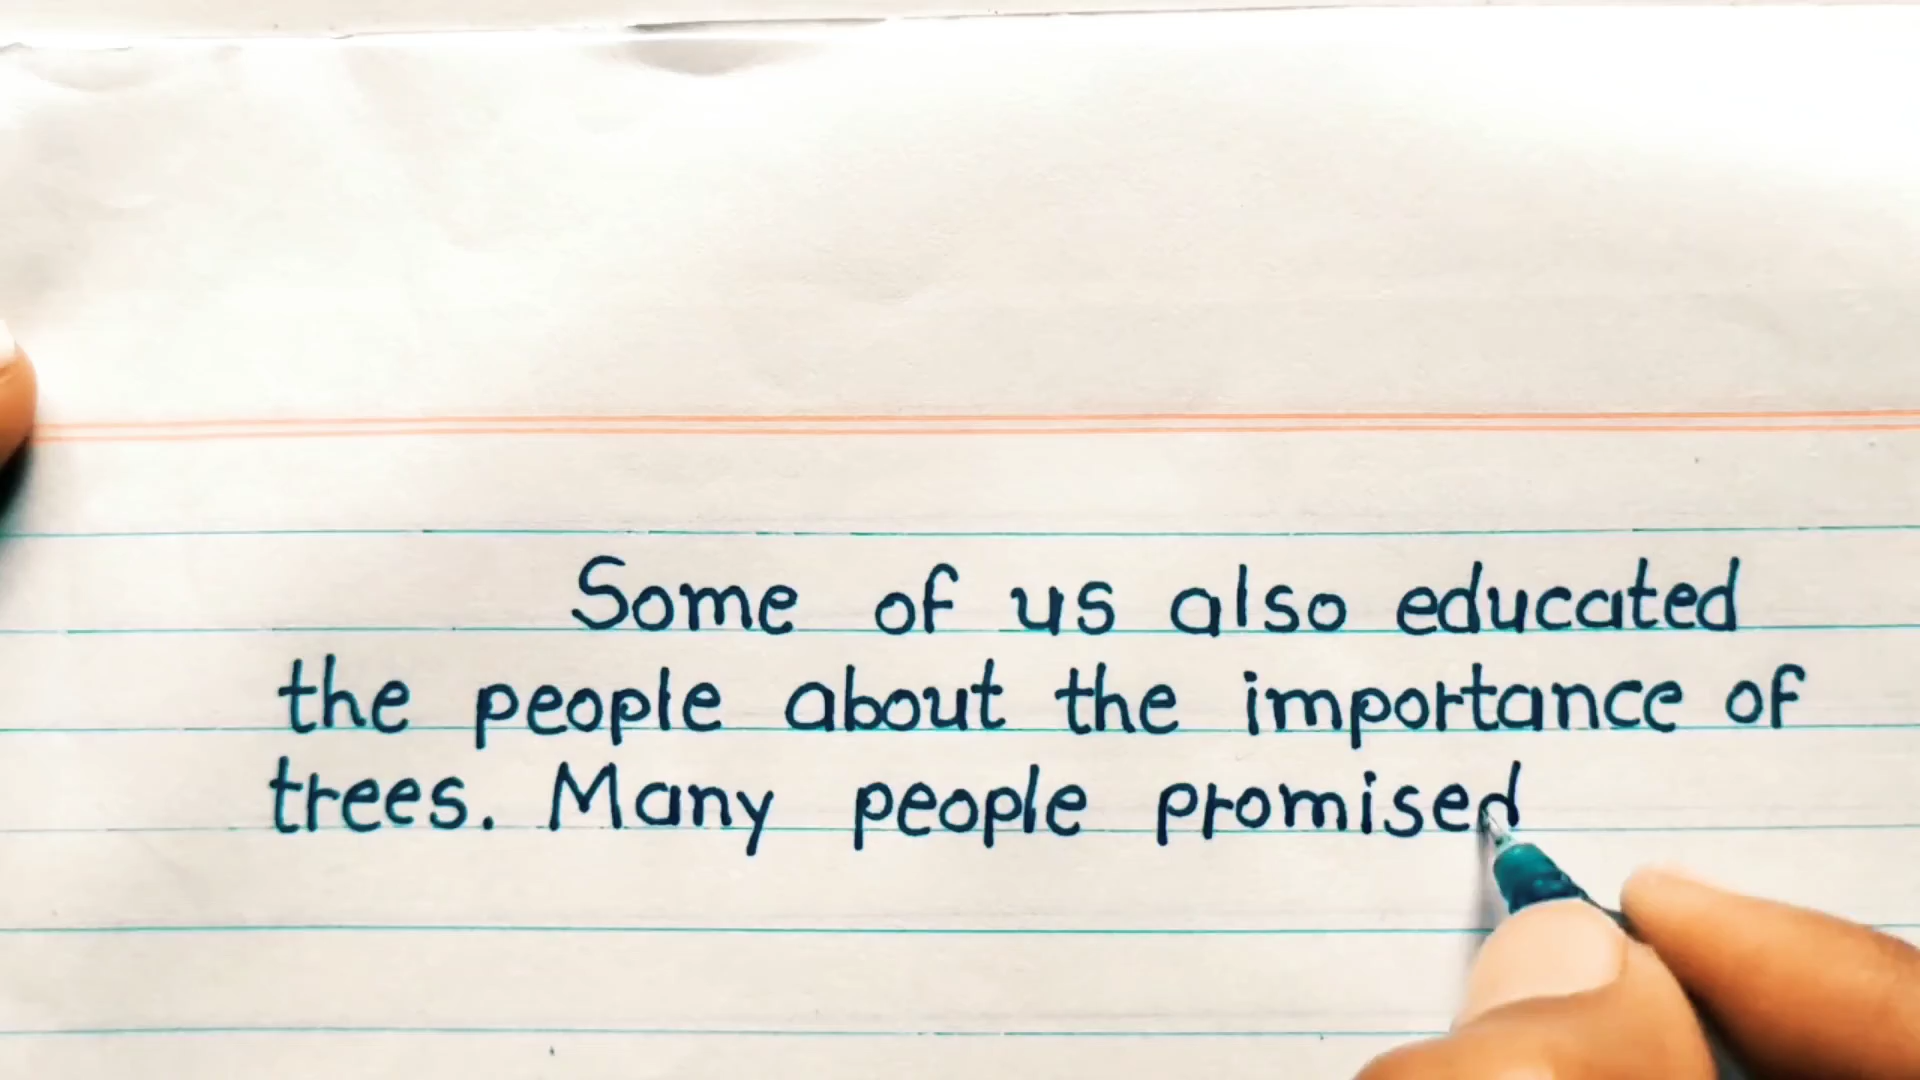 Some of us also educated
the people about the importance of
trees. Many people promised